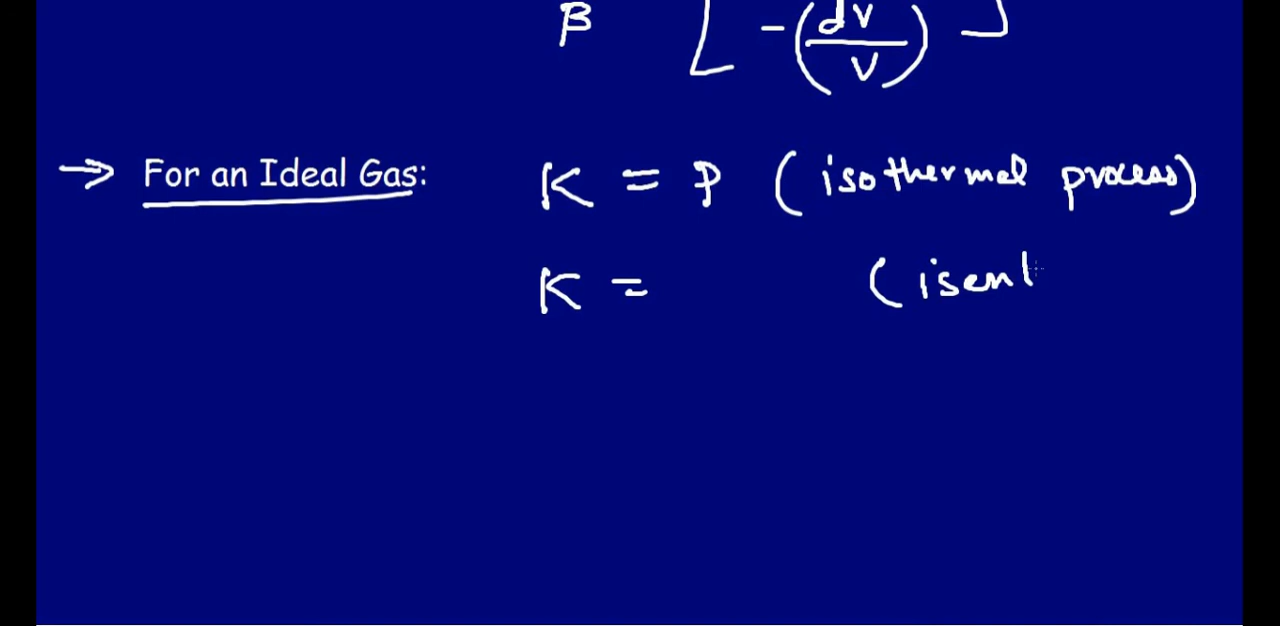 β [ -(dv/v) ]
→ For an Ideal Gas: K = P (isothermal process)
K = (isent